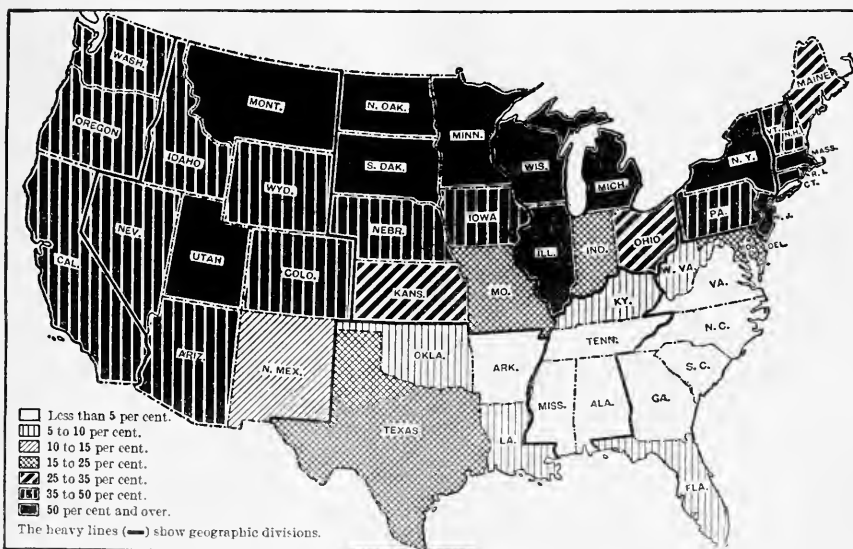 WASH.
MAINE
MONT.
N. DAK.
MINN.
VT.
N.H.
OREGON
IDAHO
S. DAK.
WIS.
MICH.
N. Y.
MASS.
R. I.
CT.
WYO.
IOWA
PA.
N. J.
NEV.
NEBR.
OHIO
DEL.
CAL.
UTAH
COLO.
ILL.
IND.
W. VA.
VA.
KANS.
MO.
KY.
ARIZ.
N. MEX.
OKLA.
ARK.
TENN.
N. C.
S. C.
MISS.
ALA.
GA.
TEXAS
LA.
FLA.
Less than 5 per cent.
5 to 10 per cent.
10 to 15 per cent.
15 to 25 per cent.
25 to 35 per cent.
35 to 50 per cent.
50 per cent and over.
The heavy lines (▬) show geographic divisions.